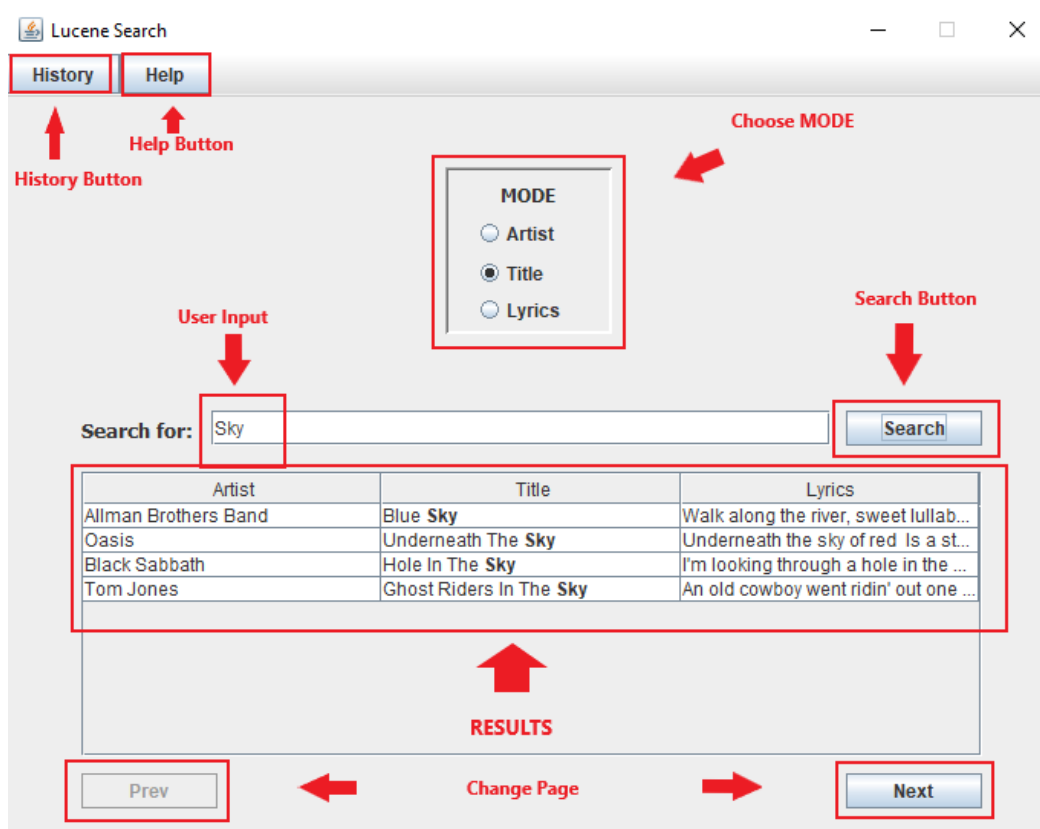 Lucene Search
History Help
Choose MODE
Help Button
History Button
MODE
Artist
Title
Lyrics
Search Button
User Input
Search for: Sky Search
Artist Title Lyrics
Allman Brothers Band Blue Sky Walk along the river, sweet lullab...
Oasis Underneath The Sky Underneath the sky of red Is a st...
Black Sabbath Hole In The Sky I'm looking through a hole in the ...
Tom Jones Ghost Riders In The Sky An old cowboy went ridin' out one ...
RESULTS
Prev Change Page Next